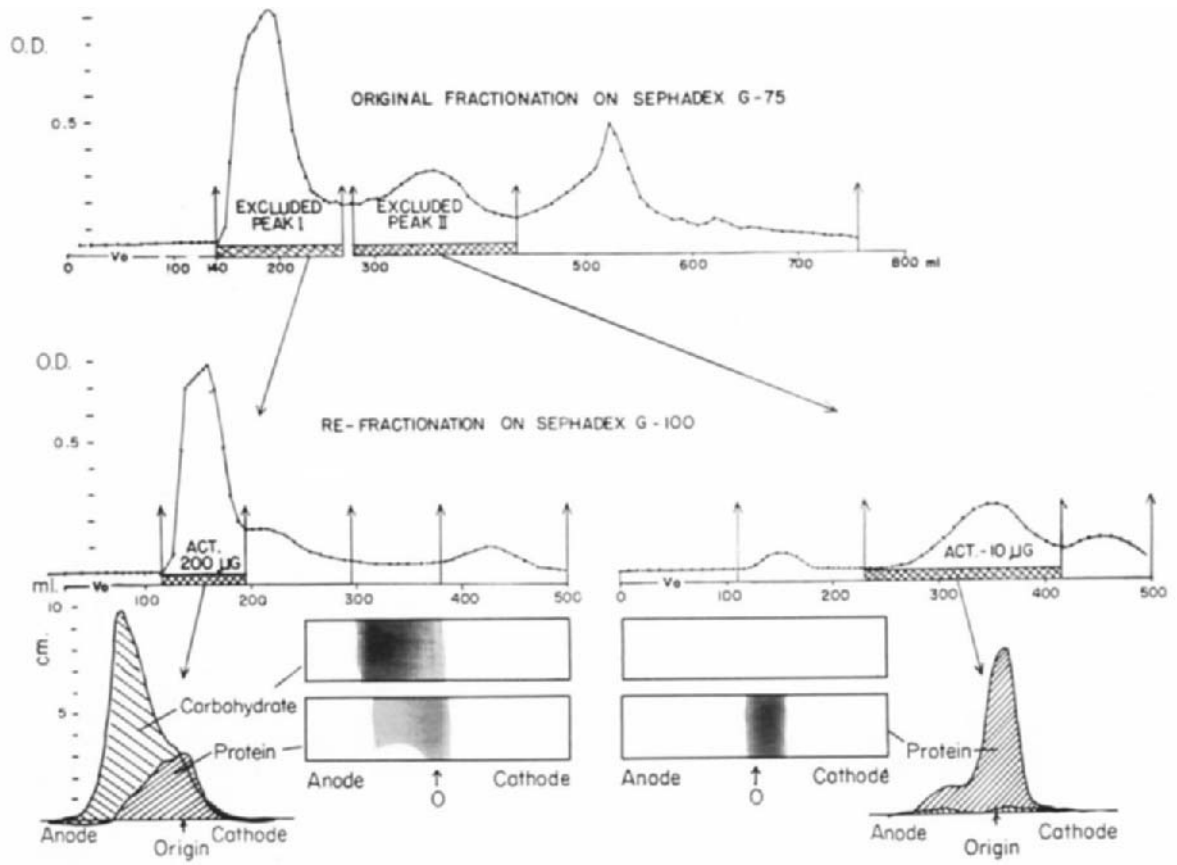 O.D.
ORIGINAL FRACTIONATION ON SEPHADEX G-75
0.5
EXCLUDED PEAK I
EXCLUDED PEAK II
0 Vo 100 140 200 300 500 600 700 800 ml
O.D.
RE-FRACTIONATION ON SEPHADEX G-100
0.5
ACT. 200 µG
ACT.-10 µG
ml. Vo 100 200 300 400 500
0 Vo 100 200 300 400 500
10
cm.
5
0
Carbohydrate
Protein
Protein
Anode Cathode
O
Anode Cathode
O
Anode Cathode
Origin
Anode Cathode
Origin